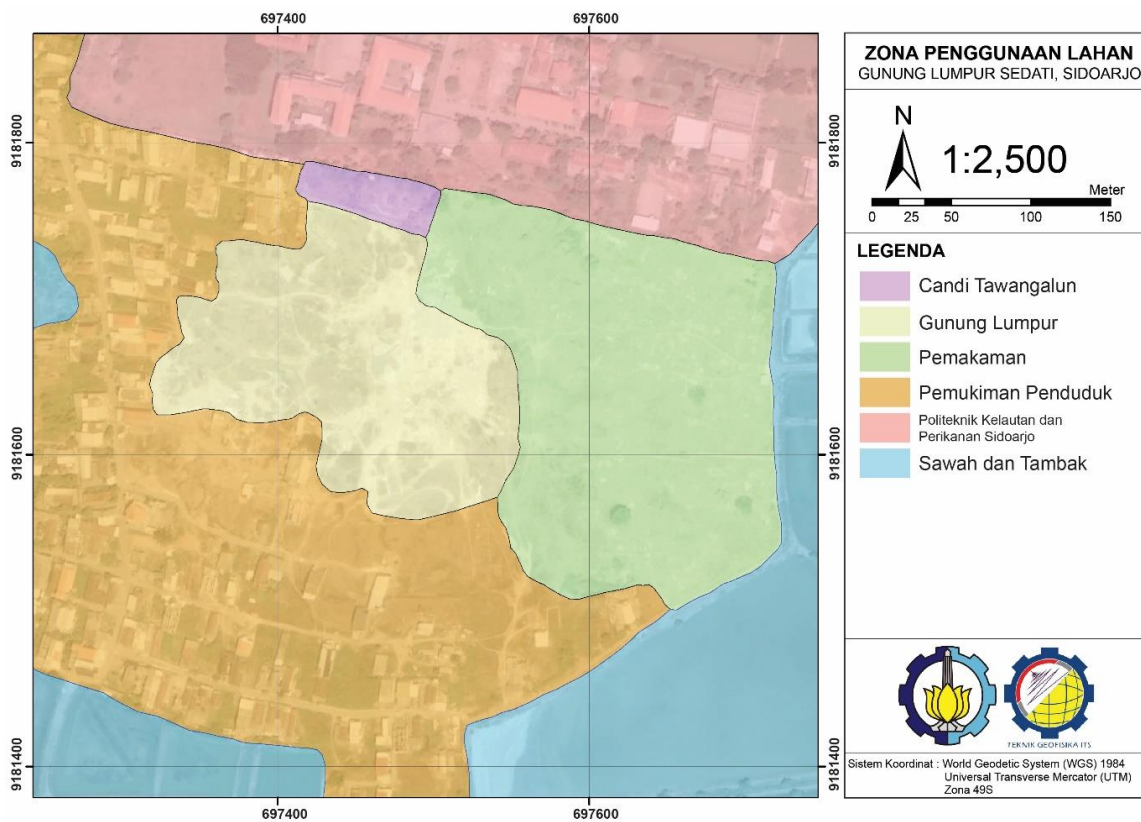 697400 697600
9181800 9181800
9181600 9181600
9181400 9181400
697400 697600
ZONA PENGGUNAAN LAHAN
GUNUNG LUMPUR SEDATI, SIDOARJO
N
1:2,500
Meter
0 25 50 100 150
LEGENDA
Candi Tawangalun
Gunung Lumpur
Pemakaman
Pemukiman Penduduk
Politeknik Kelautan dan
Perikanan Sidoarjo
Sawah dan Tambak
TEKNIK GEOFISIKA ITS
Sistem Koordinat : World Geodetic System (WGS) 1984
Universal Transverse Mercator (UTM)
Zona 49S